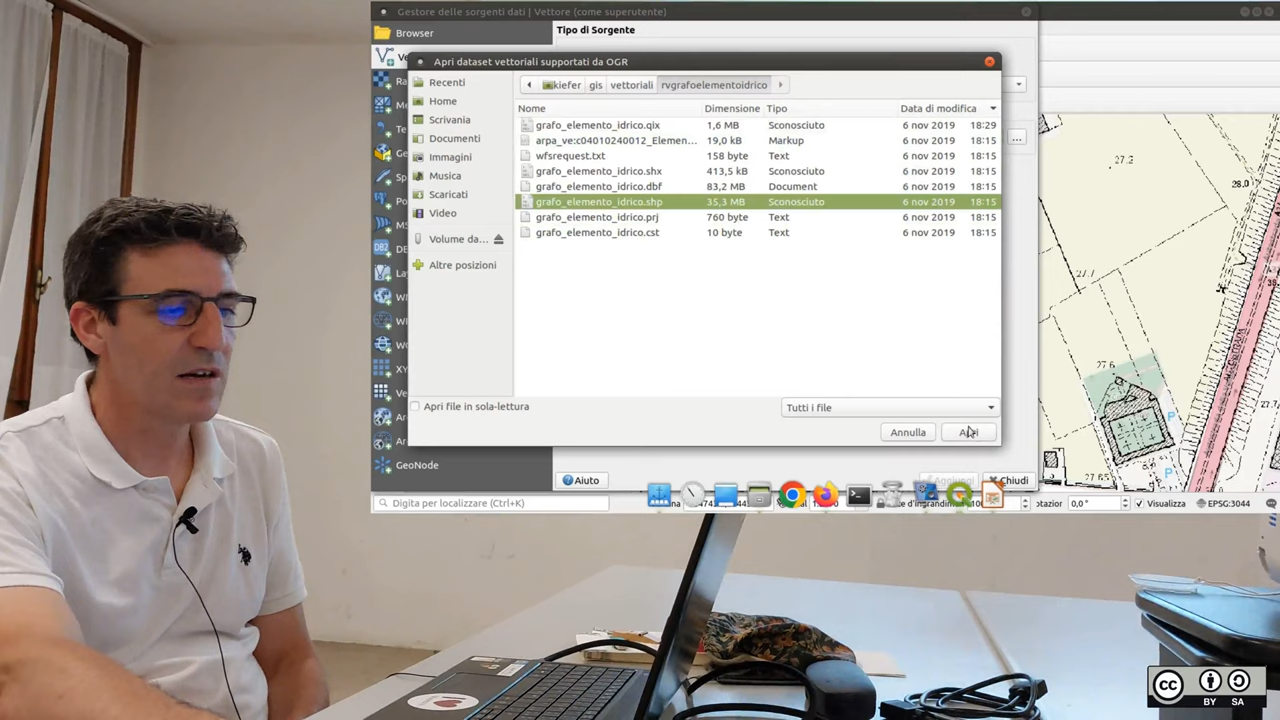 Gestore delle sorgenti dati | Vettore (come superutente)
Browser
Tipo di Sorgente
Apri dataset vettoriali supportati da OGR
Recenti
Home
Scrivania
Documenti
Immagini
Musica
Scaricati
Video
Volume da...
Altre posizioni
kiefer gis vettoriali rvgrafoelementoidrico
Nome Dimensione Tipo Data di modifica
grafo_elemento_idrico.qix 1,6 MB Sconosciuto 6 nov 2019 18:29
arpa_ve:c04010240012_Elemen... 19,0 kB Markup 6 nov 2019 18:15
wfsrequest.txt 158 byte Text 6 nov 2019 18:15
grafo_elemento_idrico.shx 413,5 kB Sconosciuto 6 nov 2019 18:15
grafo_elemento_idrico.dbf 83,2 MB Document 6 nov 2019 18:15
grafo_elemento_idrico.shp 35,3 MB Sconosciuto 6 nov 2019 18:15
grafo_elemento_idrico.prj 760 byte Text 6 nov 2019 18:15
grafo_elemento_idrico.cst 10 byte Text 6 nov 2019 18:15
Apri file in sola-lettura
Tutti i file
Annulla
GeoNode
Aiuto
Chiudi
Digita per localizzare (Ctrl+K)
0,0°
Visualizza
EPSG:3044
27.2
28,0
27.7
27.6
P
P
CC BY SA